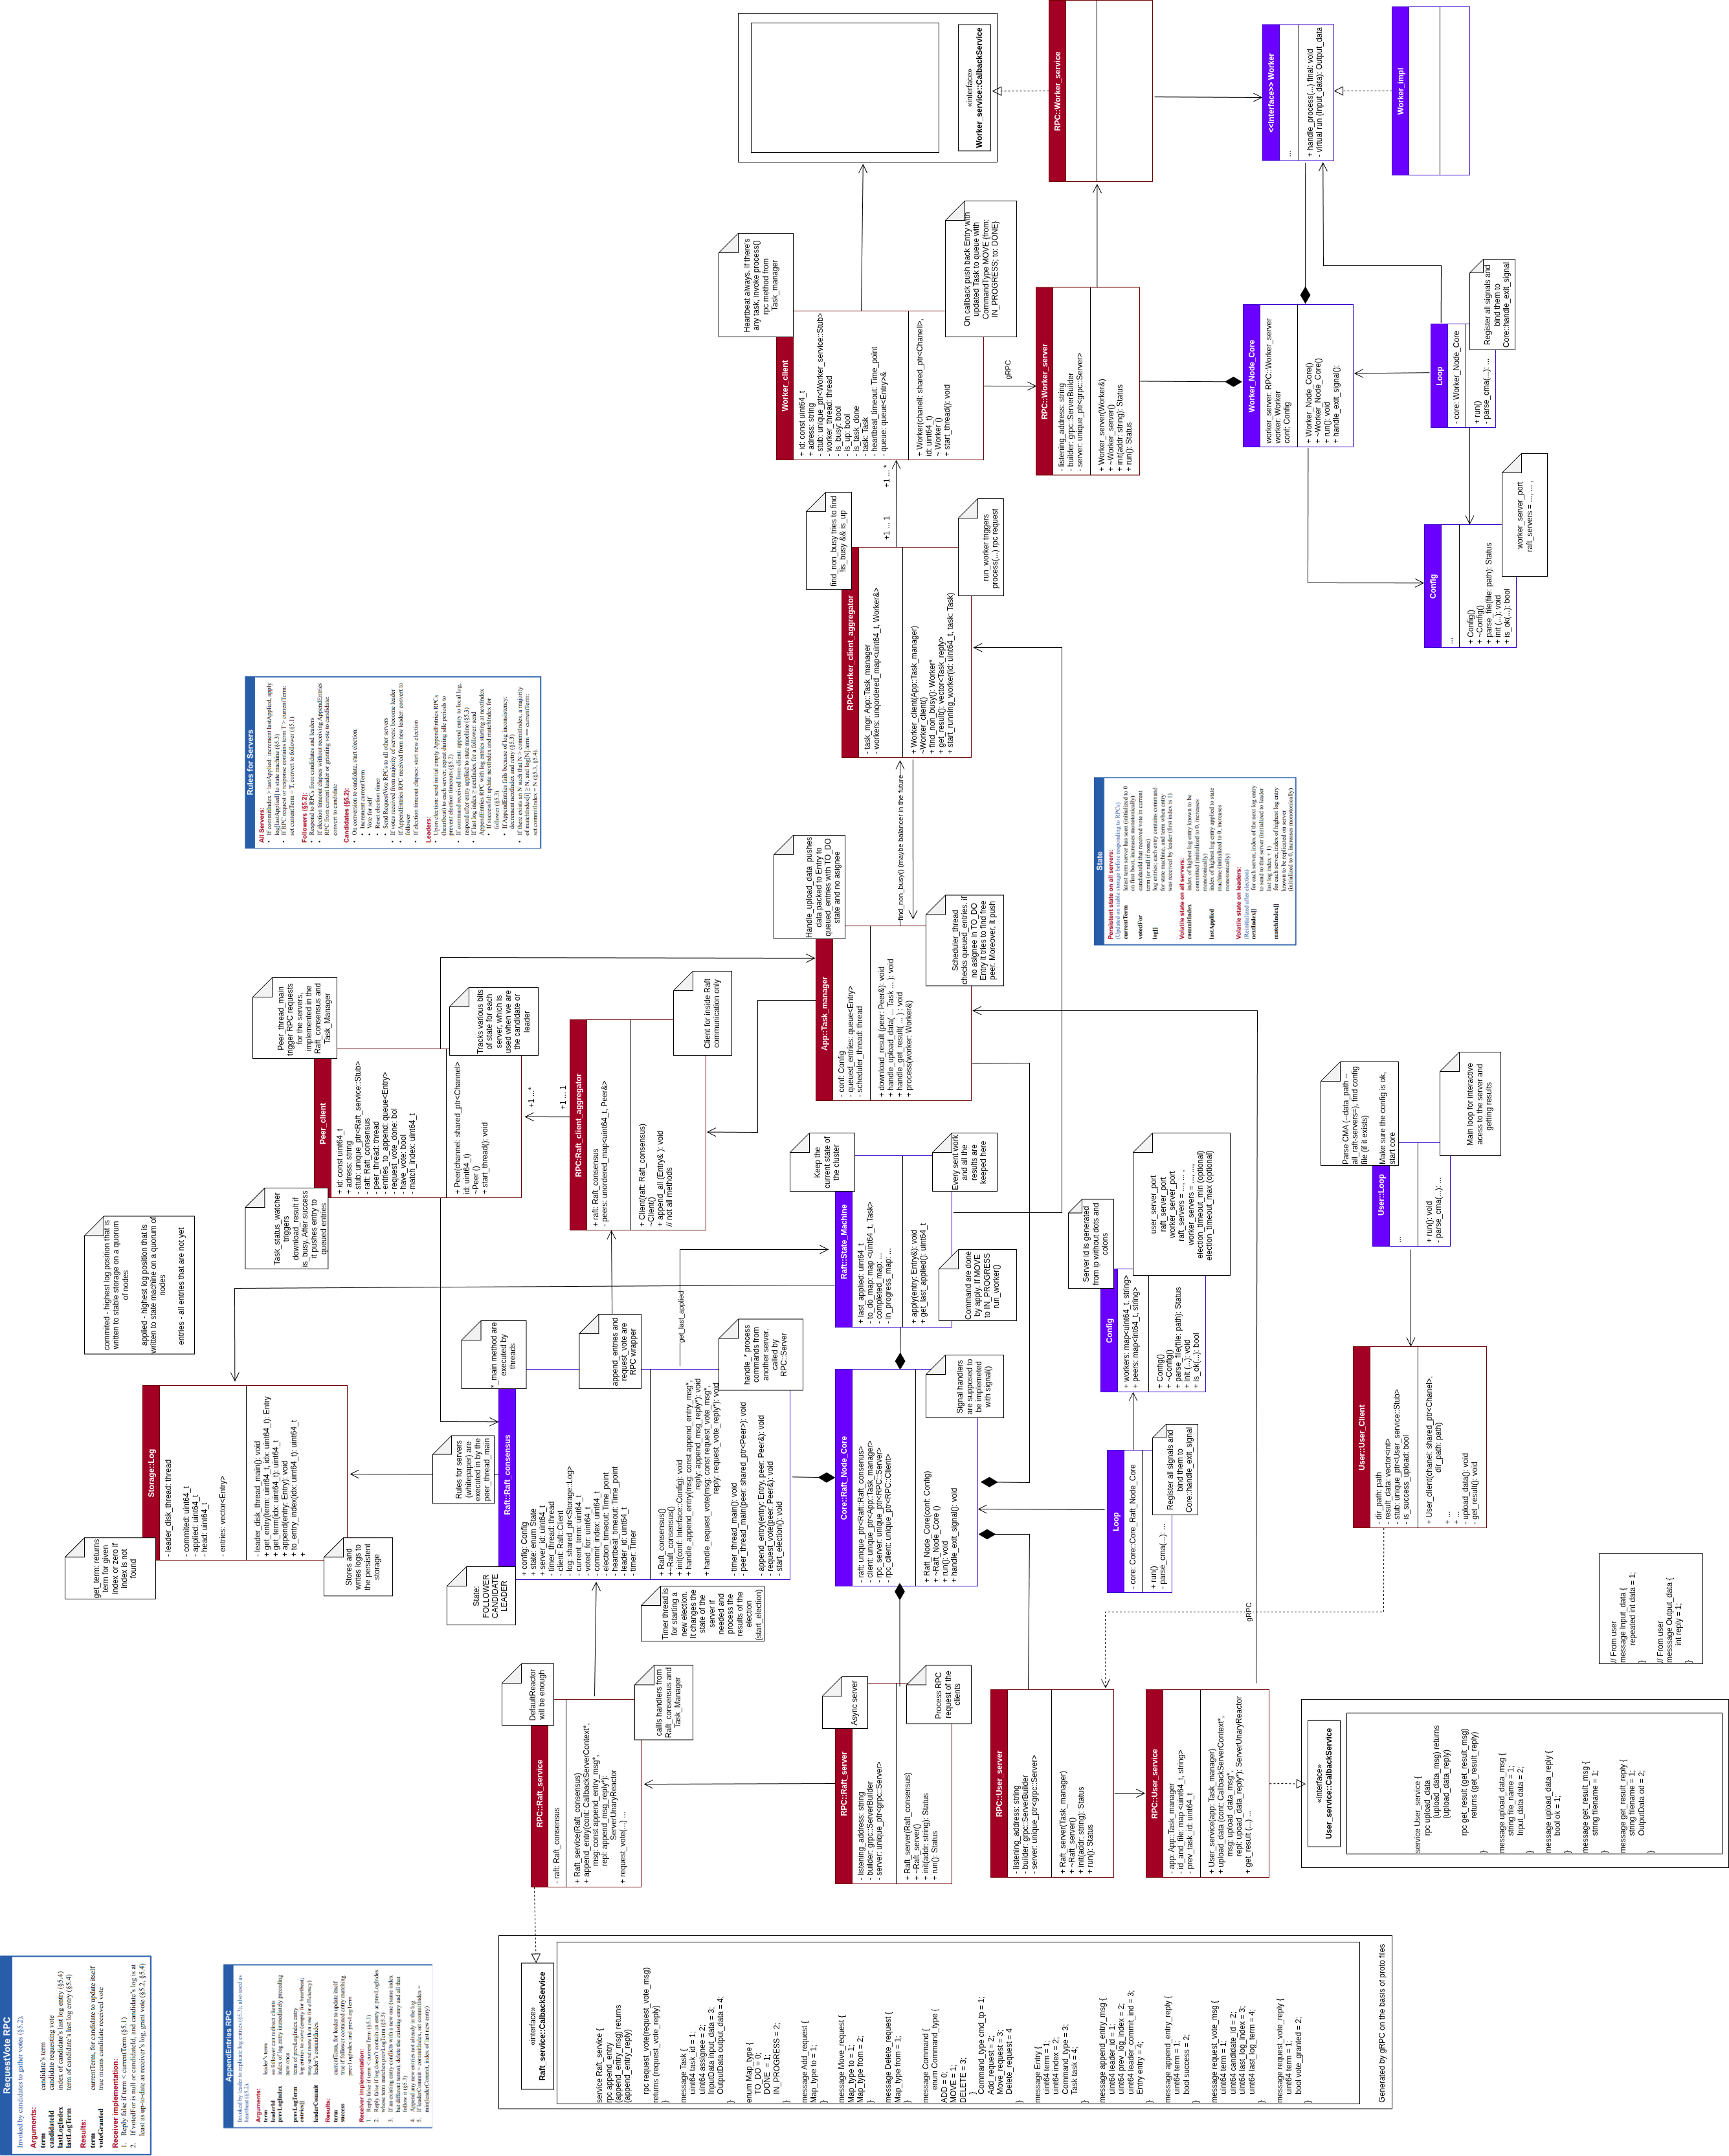 RequestVote RPC
Invoked by candidates to gather votes (§5.2).
Arguments:
term candidate's term
candidateId candidate requesting vote
lastLogIndex index of candidate's last log entry (§5.4)
lastLogTerm term of candidate's last log entry (§5.4)
Results:
term currentTerm, for candidate to update itself
voteGranted true means candidate received vote
Receiver implementation:
1. Reply false if term < currentTerm (§5.1)
2. If votedFor is null or candidateId, and candidate's log is at
least as up-to-date as receiver's log, grant vote (§5.2, §5.4)
AppendEntries RPC
Invoked by leader to replicate log entries (§5.3); also used as
heartbeat (§5.2).
Arguments:
term leader's term
leaderId so follower can redirect clients
prevLogIndex index of log entry immediately preceding
new ones
prevLogTerm term of prevLogIndex entry
entries[] log entries to store (empty for heartbeat;
may send more than one for efficiency)
leaderCommit leader's commitIndex
Results:
term currentTerm, for leader to update itself
success true if follower contained entry matching
prevLogIndex and prevLogTerm
Receiver implementation:
1. Reply false if term < currentTerm (§5.1)
2. Reply false if log doesn't contain an entry at prevLogIndex
whose term matches prevLogTerm (§5.3)
3. If an existing entry conflicts with a new one (same index
but different terms), delete the existing entry and all that
follow it (§5.3)
4. Append any new entries not already in the log
5. If leaderCommit > commitIndex, set commitIndex =
min(leaderCommit, index of last new entry)
get_term: returns
term for given
index or zero if
index is not
found
Storage::Log
- leader_disk_thread: thread
- commited: uint64_t
- applied: uint64_t
- head: uint64_t
- entries: vector<Entry>
- leader_disk_thread_main(): void
+ get_entry(term: uint64_t, idx: uint64_t): Entry
+ get_term(idx: uint64_t): uint64_t
+ append(entry: Entry): void
+ to_entry_index(idx: uint64_t): uint64_t
+
Stores and
writes logs to
the persistent
storage
commited - highest log position that is
written to stable storage on a quorum
of nodes
applied - highest log position that is
written to state machine on a quorum of
nodes
entries - all entries that are not yet
Rules for Servers
All Servers:
• If commitIndex > lastApplied: increment lastApplied, apply
log[lastApplied] to state machine (§5.3)
• If RPC request or response contains term T > currentTerm:
set currentTerm = T, convert to follower (§5.1)
Followers (§5.2):
• Respond to RPCs from candidates and leaders
• If election timeout elapses without receiving AppendEntries
RPC from current leader or granting vote to candidate:
convert to candidate
Candidates (§5.2):
• On conversion to candidate, start election:
• Increment currentTerm
• Vote for self
• Reset election timer
• Send RequestVote RPCs to all other servers
• If votes received from majority of servers: become leader
• If AppendEntries RPC received from new leader: convert to
follower
• If election timeout elapses: start new election
Leaders:
• Upon election: send initial empty AppendEntries RPCs
(heartbeat) to each server; repeat during idle periods to
prevent election timeouts (§5.2)
• If command received from client: append entry to local log,
respond after entry applied to state machine (§5.3)
• If last log index ≥ nextIndex for a follower: send
AppendEntries RPC with log entries starting at nextIndex
• If successful: update nextIndex and matchIndex for
follower (§5.3)
• If AppendEntries fails because of log inconsistency:
decrement nextIndex and retry (§5.3)
• If there exists an N such that N > commitIndex, a majority
of matchIndex[i] ≥ N, and log[N].term == currentTerm:
set commitIndex = N (§5.3, §5.4).
Task_status_watcher
triggers
download_result if
is_busy. After success
it pushes entry to
queued entries
Peer_client
+ id: const uint64_t
+ adress: string
- stub: unique_ptr<Raft_service::Stub>
- raft: Raft_consensus
- peer_thread: thread
- entries_to_append: queue<Entry>
- request_vote_done: bol
- have_vote: bool
- match_index: uint64_t
+ Peer(channel: shared_ptr<Channel>,
id: uint64_t)
~Peer ()
+ start_thread(): void
Peer_thread_main
trigger RPC requests
for the servers,
implemented in the
Raft_consensus and
Task_Manager
Tracks various bits
of state for each
server, which is
used when we are
the candidate or
leader
+1 ... *
+1 ... 1
RPC:Raft_client_aggregator
+ raft: Raft_consensus
- peers: unordered_map<uint64_t, Peer&>
+ Client(raft: Raft_consensus)
~Client()
+ append_all (Entry& ): void
// not all methods
Client for inside Raft
communication only
Rules for servers
(whitepaper) are
executed in by the
peer_thread_main
*_main method are
executed by
threads
State:
FOLLOWER
CANDIDATE
LEADER
Raft::Raft_consensus
+ config: Config
+ state: enum State
+ server_id: uint64_t
- timer_thread: thread
- client: Raft::Client
- log: shared_ptr<Storage::Log>
- current_term: uint64_t
- voted_for: uint64_t
- commit_index: uint64_t
- election_timeout: Time_point
- heartbeat_timeout: Time_point
- leader_id: uint64_t
- timer: Timer
+ Raft_consensus()
+~Raft_consensus()
+ init(conf: Interface::Config): void
+ handle_append_entry(msg: const append_entry_msg*,
reply: append_msg_reply*): void
+ handle_request_vote(msg: const request_vote_msg*,
reply: request_vote_reply*): void
- timer_thread_main(): void
- peer_thread_main(peer: shared_ptr<Peer>): void
- append_entry(entry: Entry, peer: Peer&): void
- request_vote(peer: Peer&): void
- start_election(): void
append_entries and
request_vote are
RPC wrapper
handle_* process
commands from
another server.
called by
RPC::Server
Timer thread is
for starting a
new election.
It changes the
state of the
server if
needed and
process the
results of the
election
(start_election)
get_last_applied
DefaultReactor
will be enough
RPC::Raft_service
- raft: Raft_consensus
+ Raft_service(Raft_consensus)
+ append_entry(cont: CallbackServerContext*,
msg: const append_entry_msg*,
repl: append_msg_reply*):
ServerUnaryReactor
+ request_vote(...) ...
callls handlers from
Raft_consensus and
Task_Manager
«interface»
Raft_service::CallbackService
service Raft_service {
rpc append_entry
(append_entry_msg) returns
(append_entry_reply)
rpc request_vote(request_vote_msg)
returns (request_vote_reply)
}
message Task {
uint64 task_id = 1;
uint64 assignee = 2;
InputData input_data = 3;
OutputData output_data = 4;
}
enum Map_type {
TO_DO = 0;
DONE = 1;
IN_PROGRESS = 2;
}
message Add_request {
Map_type to = 1;
}
message Move_request {
Map_type to = 1;
Map_type from = 2;
}
message Delete_request {
Map_type from = 1;
}
message Command {
enum Command_type {
ADD = 0;
MOVE = 1;
DELETE = 3;
}
Command_type cmd_tp = 1;
Add_request = 2;
Move_request = 3;
Delete_request = 4
}
message Entry {
uint64 term = 1;
uint64 index = 2;
Command_type = 3;
Task task = 4;
}
message append_entry_msg {
uint64 term = 1;
uint64 leader_id = 1;
uint64 prev_log_index = 2;
uint64 leader_commit_ind = 3;
Entry entry = 4;
}
message append_entry_reply {
uint64 term = 1;
bool success = 2;
}
message request_vote_msg {
uint64 term = 1;
uint64 candidate_id = 2;
uint64 last_log_index = 3;
uint64 last_log_term = 4;
}
message request_vote_reply {
uint64 term = 1;
bool vote_granted = 2;
}
Generated by gRPC on the basis of proto files
Async server
RPC::Raft_server
- listening_address: string
- builder: grpc::ServerBuilder
- server: unique_ptr<grpc::Server>
+ Raft_server(Raft_consensus)
+ ~Raft_server()
+ init(addr: string): Status
+ run(): Status
Process RPC
request of the
clients
RPC::User_server
- listening_address: string
- builder: grpc::ServerBuilder
- server: unique_ptr<grpc::Server>
+ Raft_server(Task_manager)
+ ~Raft_server()
+ init(addr: string): Status
+ run(): Status
RPC::User_service
- app: App::Task_manager
- id_and_file: map <uint64_t, string>
- prev_task_id: uint64_t
+ User_service(app: Task_manager)
+ upload_data (cont: CallbackServerContext*,
msg: upload_data_msg*,
repl: upload_data_reply*): ServerUnaryReactor
+ get_result (...) ...
«interface»
User_service::CalbackService
service User_service {
rpc upload_data
(upload_data_msg) returns
(upload_data_reply)
rpc get_result (get_result_msg)
returns (get_result_reply)
}
message upload_data_msg {
string file_name = 1;
Input_data data = 2;
}
message upload_data_reply {
bool ok = 1;
}
message get_result_msg {
string filename = 1;
}
message get_result_reply {
string filename = 1;
OutputData od = 2;
}
// From user
message Input_data {
repeated int data = 1;
}
// From user
messsage Output_data {
int reply = 1;
}
Core::Raft_Node_Core
- raft: unique_ptr<Raft::Raft_consenus>
- client: unique_ptr<App::Task_manager>
- rpc_server: unique_ptr<RPC::Server>
- rpc_client: unique_ptr<RPC::Client>
+ Raft_Node_Core(conf: Config)
+ ~Raft_Node_Core ()
+ run(): void
+ handle_exit_signal(): void
Signal handlers
are supposed to
be implemeted
with signal()
Keep the
current state of
the cluster
Raft::State_Machine
+ last_applied: uint64_t
- to_do_map: map <uint64_t, Task>
- completed_map: ...
- in_progress_map: ...
+ apply(entry: Entry&): void
+ get_last_applied(): uint64_t
Every sent work
and all the
results are
keeped here
Command are done
by apply. If MOVE
to IN_PROGRESS
run_worker()
Loop
- core: Core::Core::Core_Raft_Node_Core
+ run()
- parse_cma(...): ...
Register all signals and
bind them to
Core::handle_exit_signal
Server id is generated
from ip without dots and
colons
Config
+ workers: map<uint64_t, string>
+ peers: map<int64_t, string>
+ Config()
+ ~Config()
+ parse_file(file: path): Status
+ init (...): void
+ is_ok(...): bool
user_server_port
raft_server_port
worker_server_port
raft_servers = ..., ... ,
worker_servers = ..., ...,
election_timeout_min (optional)
election_timeout_max (optional)
gRPC
User::User_Client
- dir_path: path
- result_data: vector<int>
- stub: unique_ptr<User_service::Stub>
- is_success_upload: bool
+ User_client(chanel: shared_ptr<Chanel>,
dir_path: path)
+ ...
+ ...
- upload_data(): void
- get_result(): void
Parse CMA (--data_path --
all_raft-servers=), find config
file (if it exists)
Make sure the config is ok,
start core
User::Loop
...
+ run(): void
- parse_cma(...): ...
Main loop for interactive
acess to the server and
getting results
Handle_upload_data_pushes
data packed to Entry to
queued_entries with TO_DO
state and no asignee
App::Task_manager
- conf: Config
- queued_entries: queue<Entry>
- scheduler_thread: thread
+ download_result (peer: Peer&): void
+ handle_upload_data( ... Task ... ): void
+ handle_get_result( ... ) : void
+ process(worker: Worker&)
Scheduler_thread
checks queued_entries. if
no asignee in TO_DO
Entry it tries to find free
peer. Moreover, it push
find_non_busy() (maybe balancer in the future)
State
Persistent state on all servers:
(Updated on stable storage before responding to RPCs)
currentTerm latest term server has seen (initialized to 0
on first boot, increases monotonically)
votedFor candidateId that received vote in current
term (or null if none)
log[] log entries; each entry contains command
for state machine, and term when entry
was received by leader (first index is 1)
Volatile state on all servers:
commitIndex index of highest log entry known to be
committed (initialized to 0, increases
monotonically)
lastApplied index of highest log entry applied to state
machine (initialized to 0, increases
monotonically)
Volatile state on leaders:
(Reinitialized after election)
nextIndex[] for each server, index of the next log entry
to send to that server (initialized to leader
last log index + 1)
matchIndex[] for each server, index of highest log entry
known to be replicated on server
(initialized to 0, increases monotonically)
find_non_busy tries to find
!is_busy && is_up
RPC:Worker_client_aggregator
- task_mgr: App::Task_manager
- workers: unqordered_map<uint64_t, Worker&>
+ Worker_client(App::Task_manager)
~Worker_client()
+ find_non_busy(): Worker*
+ get_result(): vector<Task_reply>
+ start_running_worker(id: uint64_t, task: Task)
run_worker triggers
process(...) rpc request
+1 ... 1
+1 ... *
Heartbeat always. If there's
any task, invoke process()
rpc method from
Task_manager
Worker_client
+ id: const uint64_t
+ adress: string
- stub: unique_ptr<Worker_service::Stub>
- worker_thread: thread
- is_busy: bool
- is_up: bool
- is_task_done
- task: Task
- heartbeat_timeout: Time_point
- queue: queue<Entry>&
+ Worker(chanell: shared_ptr<Chanell>,
id: uint64_t)
~ Worker ()
+ start_thread(): void
On callback push back Entry with
updated Task to queue with
CommandType MOVE (from:
IN_PROGRESS; to: DONE)
gRPC
RPC::Worker_server
- listening_address: string
- builder: grpc::ServerBuilder
- server: unique_ptr<grpc::Server>
+ Worker_server(Worker&)
+ ~Worker_server()
+ init(addr: string): Status
+ run(): Status
«interface»
Worker_service::CalbackService
RPC::Worker_service
<<Interface>> Worker
...
+ handle_process(...) final: void
- virtual run (Input_data): Output_data
Worker_impl
Worker_Node_Core
worker_server: RPC::Worker_server
worker: Worker
conf: Config
+ Worker_Node_Core()
+ ~Worker_Node_Core()
+ run(): void
+ handle_exit_signal();
Loop
- core: Worker_Node_Core
+ run()
- parse_cma(...): ...
Register all signals and
bind them to
Core::handle_exit_signal
Config
...
+ Config()
+ ~Config()
+ parse_file(file: path): Status
+ init (...): void
+ is_ok(...): bool
worker_server_port
raft_servers = ..., ... ,